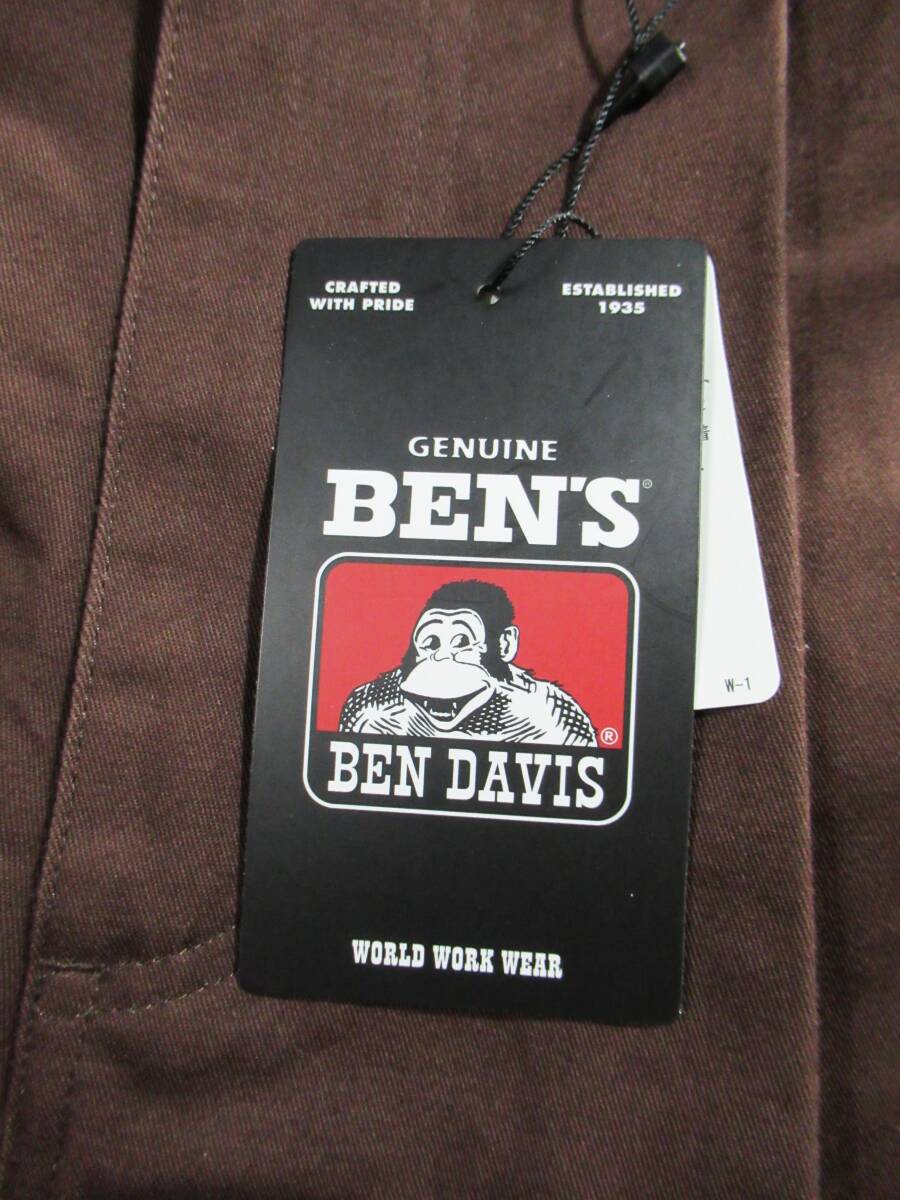 CRAFTED
WITH PRIDE
ESTABLISHED
1935
GENUINE
BEN'S®
BEN DAVIS®
WORLD WORK WEAR
W-1